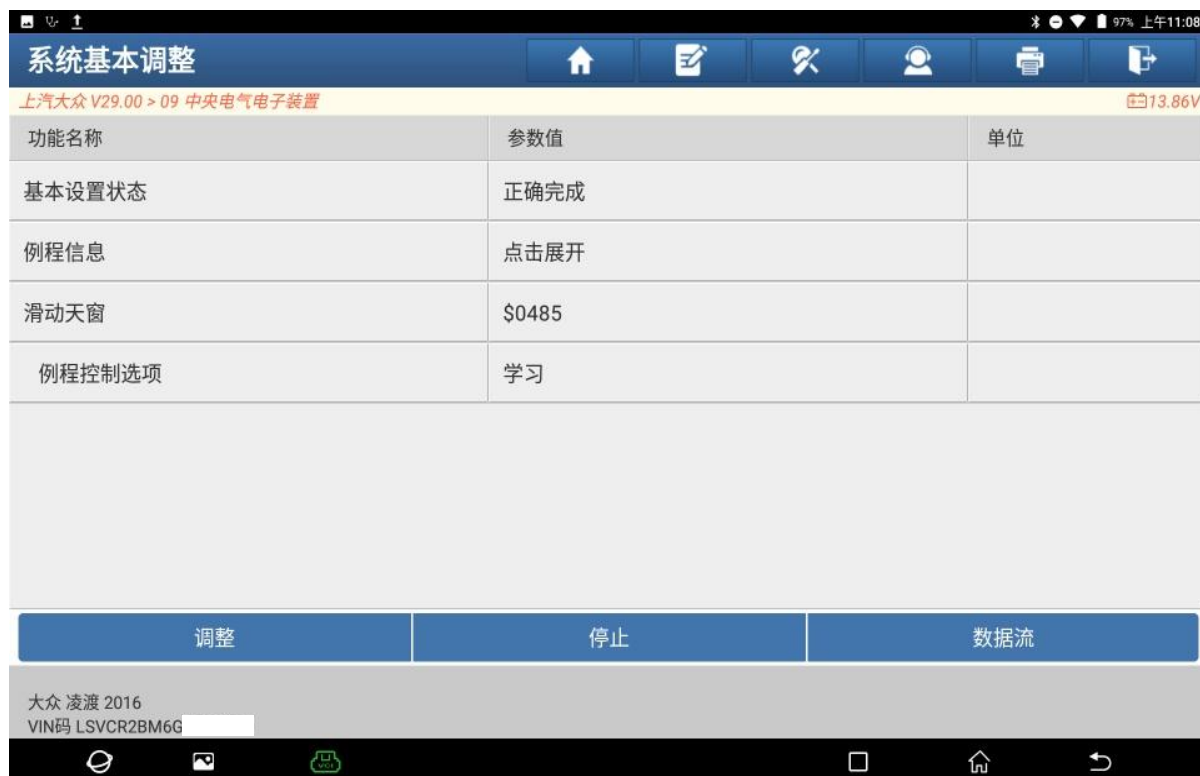 97% 上午11:08
系统基本调整
上汽大众 V29.00 > 09 中央电气电子装置 13.86V
功能名称 参数值 单位
基本设置状态 正确完成
例程信息 点击展开
滑动天窗 $0485
例程控制选项 学习
调整 停止 数据流
大众 凌渡 2016
VIN码 LSVCR2BM6G
VCI